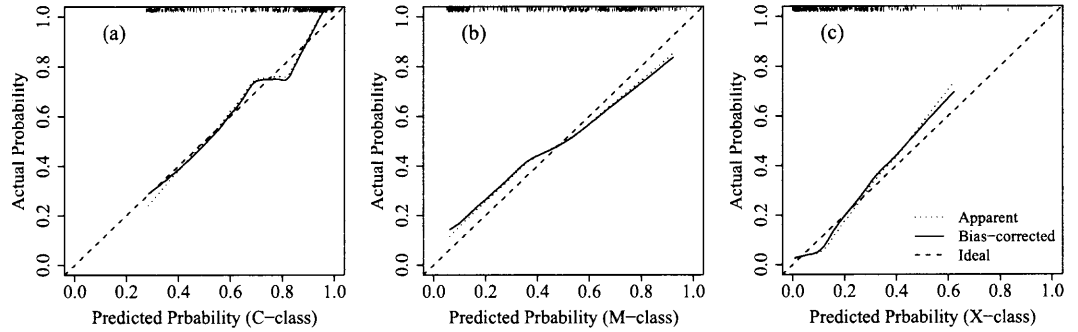 (a)
Actual Probability
0.0 0.2 0.4 0.6 0.8 1.0
0.0 0.2 0.4 0.6 0.8 1.0
Predicted Prbability (C−class)
(b)
Actual Probability
0.0 0.2 0.4 0.6 0.8 1.0
0.0 0.2 0.4 0.6 0.8 1.0
Predicted Prbability (M−class)
(c)
Actual Probability
0.0 0.2 0.4 0.6 0.8 1.0
Apparent
Bias−corrected
Ideal
0.0 0.2 0.4 0.6 0.8 1.0
Predicted Prbability (X−class)